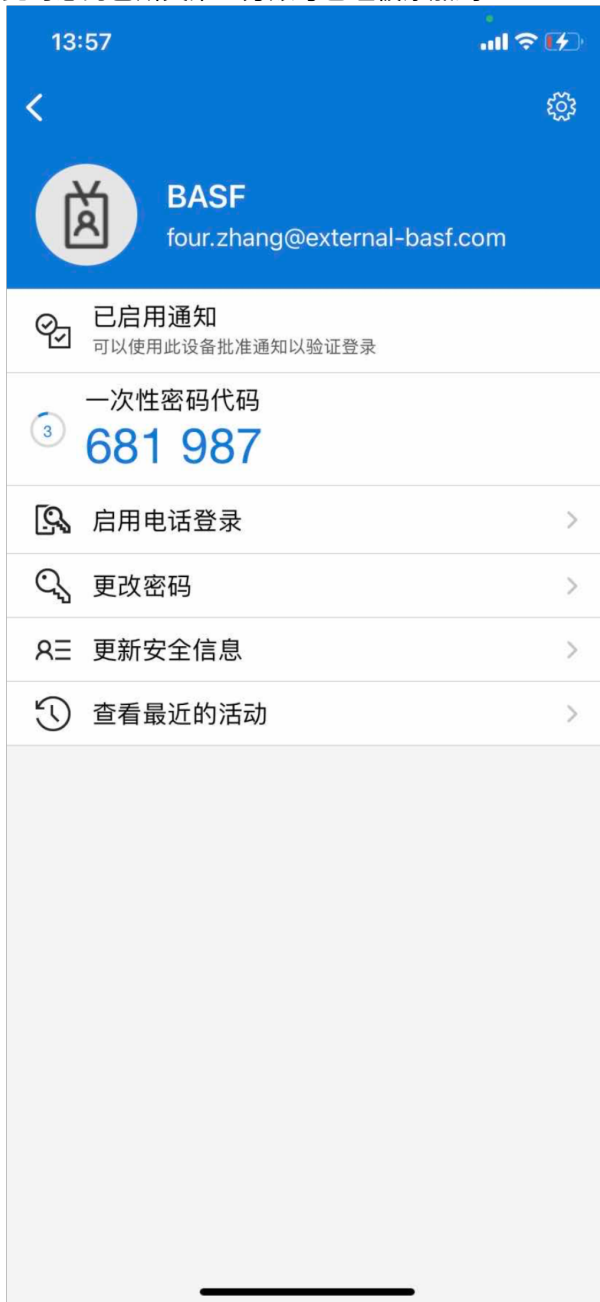 13:57
BASF
four.zhang@external-basf.com
已启用通知
可以使用此设备批准通知以验证登录
一次性密码代码
3
681 987
启用电话登录
更改密码
更新安全信息
查看最近的活动